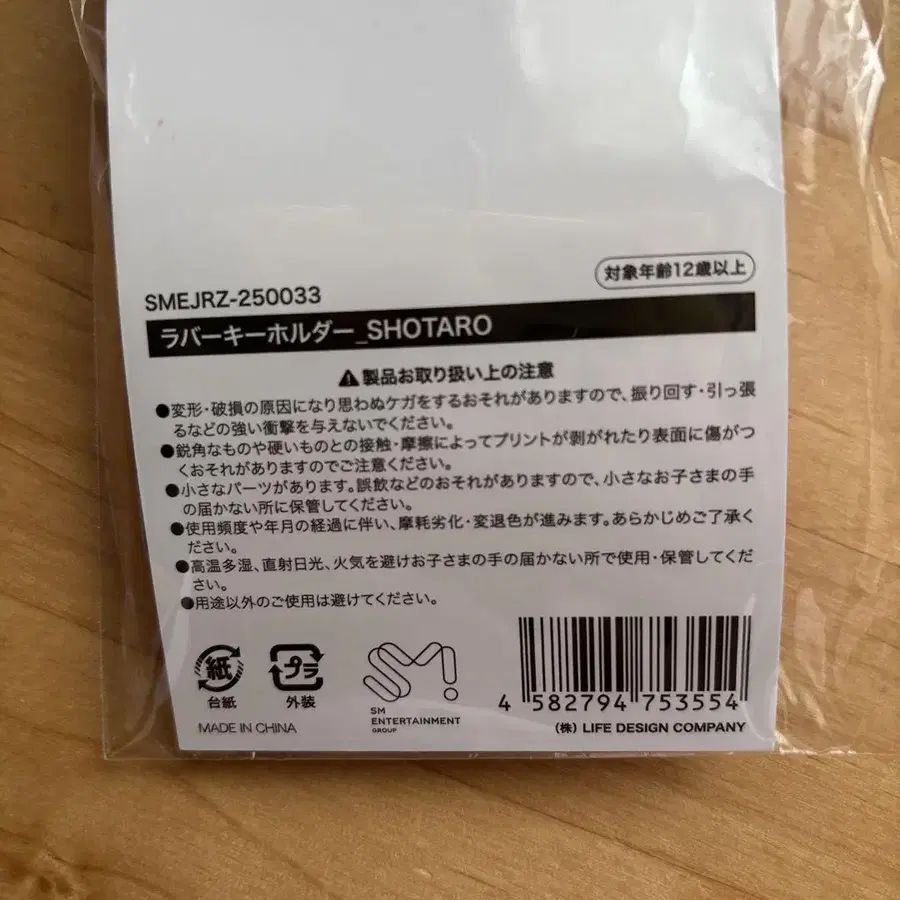 対象年齢12歳以上
SMEJRZ-250033
ラバーキーホルダー_SHOTARO
製品お取り扱い上の注意
●変形・破損の原因になり思わぬケガをするおそれがありますので、振り回す・引っ張
るなどの強い衝撃を与えないでください。
●鋭角なものや硬いものとの接触・摩擦によってプリントが剥がれたり表面に傷がつ
くおそれがありますのでご注意ください。
●小さなパーツがあります。誤飲などのおそれがありますので、小さなお子さまの手
の届かない所に保管してください。
●使用頻度や年月の経過に伴い、摩耗劣化・変退色が進みます。あらかじめご了承く
ださい。
●高温多湿、直射日光、火気を避けお子さまの手の届かない所で使用・保管してくだ
さい。
●用途以外のご使用は避けてください。
紙
台紙
プラ
外装
SM
ENTERTAINMENT
GROUP
4 582794 753554
MADE IN CHINA
(株) LIFE DESIGN COMPANY